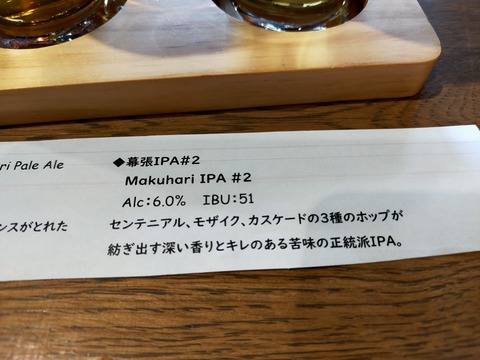 ri Pale Ale
ンスがとれた
◆幕張IPA#2
Makuhari IPA #2
Alc:6.0% IBU:51
センテニアル、モザイク、カスケードの3種のホップが
紡ぎ出す深い香りとキレのある苦味の正統派IPA。